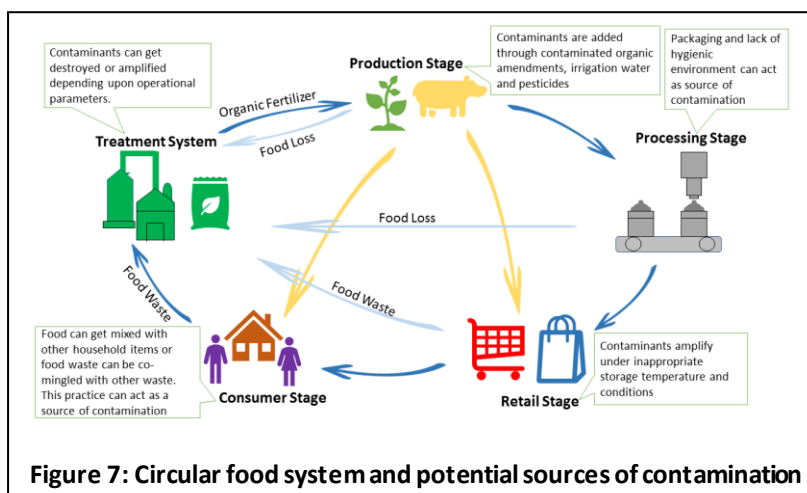 Contaminants can get
destroyed or amplified
depending upon operational
parameters.
Treatment System
Organic Fertilizer
Food Loss
Production Stage
Contaminants are added
through contaminated organic
amendments, irrigation water
and pesticides
Packaging and lack of
hygienic
environment can act
as source of
contamination
Processing Stage
Food Loss
Food Waste
Food Waste
Food can get mixed with
other household items or
food waste can be co-
mingled with other waste.
This practice can act as a
source of contamination
Consumer Stage
Retail Stage
Contaminants amplify
under inappropriate
storage temperature and
conditions
Figure 7: Circular food system and potential sources of contamination